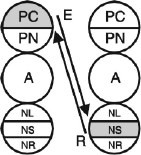 PC E PC
PN PN
A A
NL NL
NS NS
NR R NR